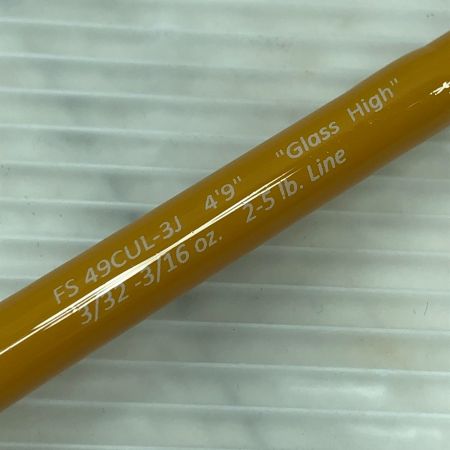 FS 49CUL-3J 4'9" "Glass High"
3/32 -3/16 oz. 2-5 lb. Line